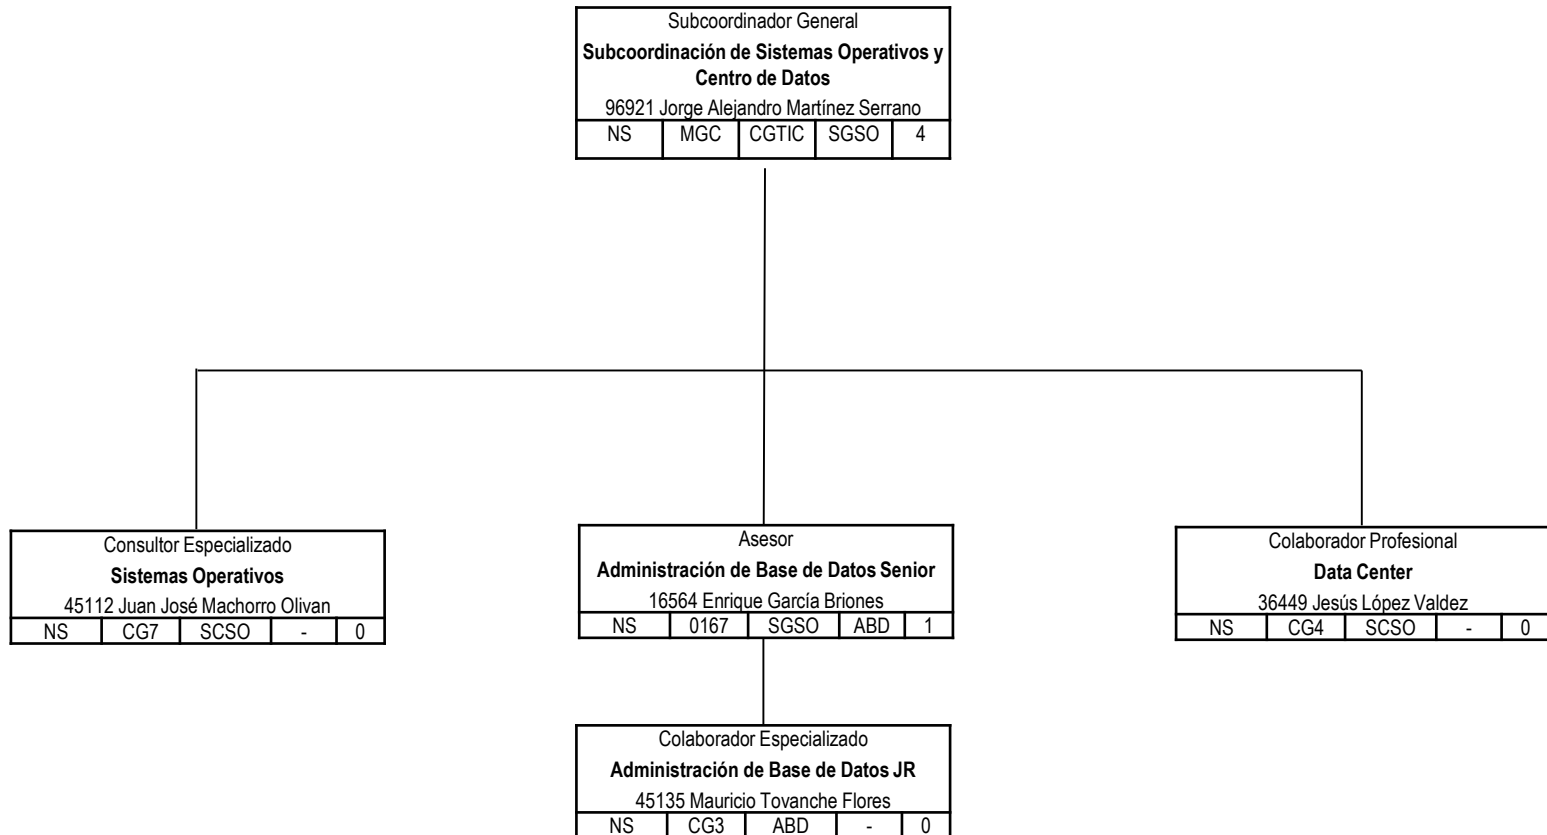 Subcoordinador General
Subcoordinación de Sistemas Operativos y
Centro de Datos
96921 Jorge Alejandro Martínez Serrano
NS MGC CGTIC SGSO 4
Consultor Especializado
Sistemas Operativos
45112 Juan José Machorro Olivan
NS CG7 SCSO - 0
Asesor
Administración de Base de Datos Senior
16564 Enrique García Briones
NS 0167 SGSO ABD 1
Colaborador Profesional
Data Center
36449 Jesús López Valdez
NS CG4 SCSO - 0
Colaborador Especializado
Administración de Base de Datos JR
45135 Mauricio Tovanche Flores
NS CG3 ABD - 0